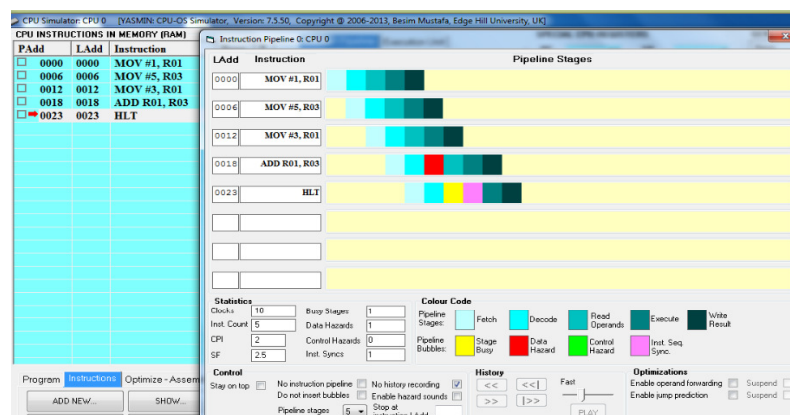 CPU Simulator: CPU 0 [YASMIN: CPU-OS Simulator, Version: 7.5.50, Copyright @ 2006-2013, Besim Mustafa, Edge Hill University, UK]
CPU INSTRUCTIONS IN MEMORY (RAM)
PAdd LAdd Instruction
0000 0000 MOV #1, R01
0006 0006 MOV #5, R03
0012 0012 MOV #3, R01
0018 0018 ADD R01, R03
0023 0023 HLT
Instruction Pipeline 0: CPU 0
LAdd Instruction Pipeline Stages
0000 MOV #1, R01
0006 MOV #5, R03
0012 MOV #3, R01
0018 ADD R01, R03
0023 HLT
Statistics
Clocks 10 Busy Stages 1
Inst. Count 5 Data Hazards 1
CPI 2 Control Hazards 0
SF 2.5 Inst. Syncs 1
Colour Code
Pipeline Stages: Fetch Decode Read Operands Execute Write Result
Pipeline Bubbles: Stage Busy Data Hazard Control Hazard Inst. Seq. Sync.
Control
Stay on top No instruction pipeline No history recording
Do not insert bubbles Enable hazard sounds
Pipeline stages 5 Stop at
History
<< <<| Fast
>> |>> PLAY
Optimizations
Enable operand forwarding Suspend
Enable jump prediction Suspend
Program Instructions Optimize - Assem
ADD NEW... SHOW...